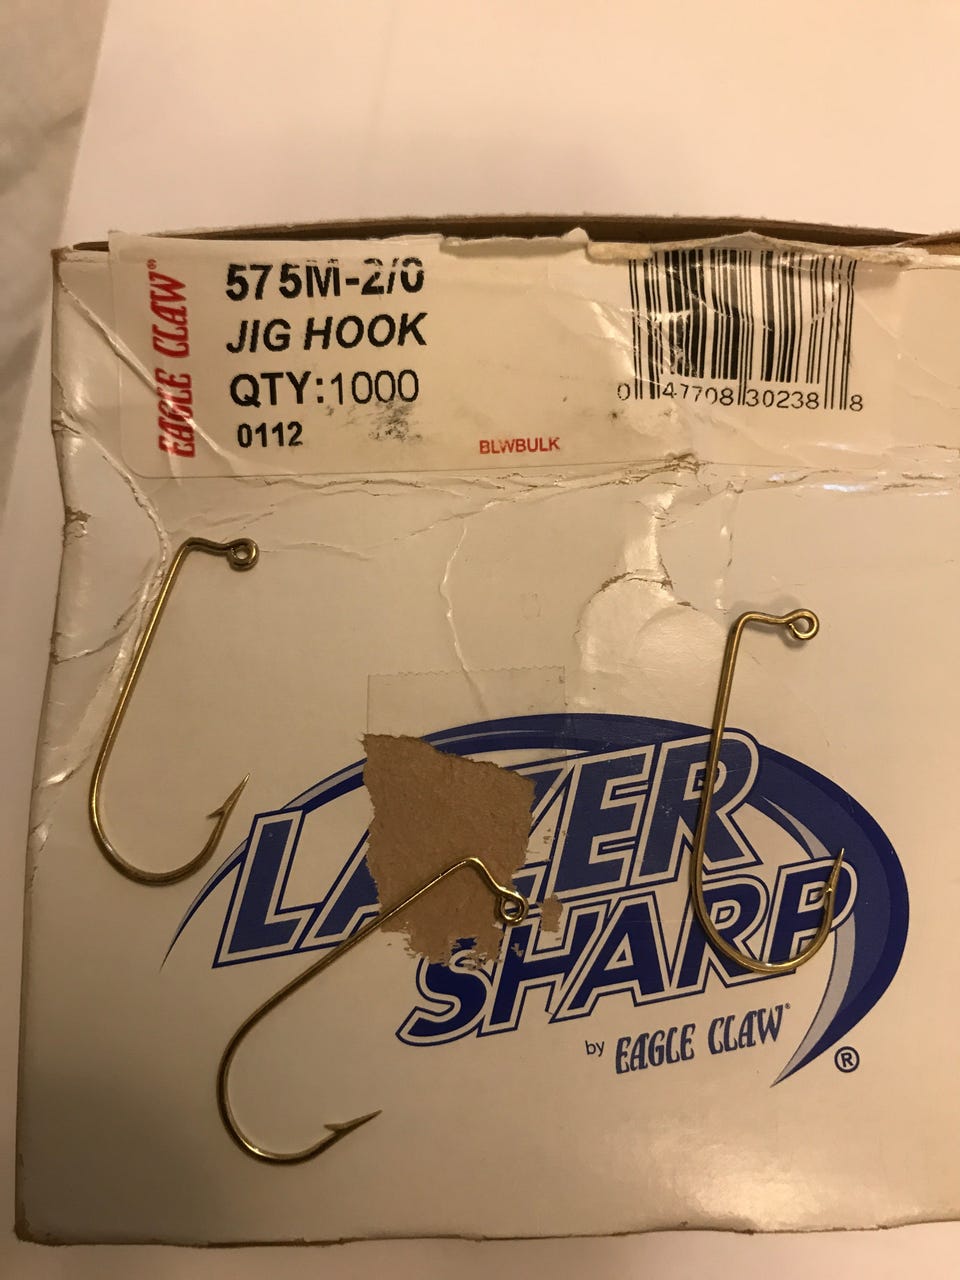 EAGLE CLAW®
575M-2/0
JIG HOOK
QTY:1000
0112
BLWBULK
0 47708 30238 8
LAZER
SHARP
by EAGLE CLAW®
®